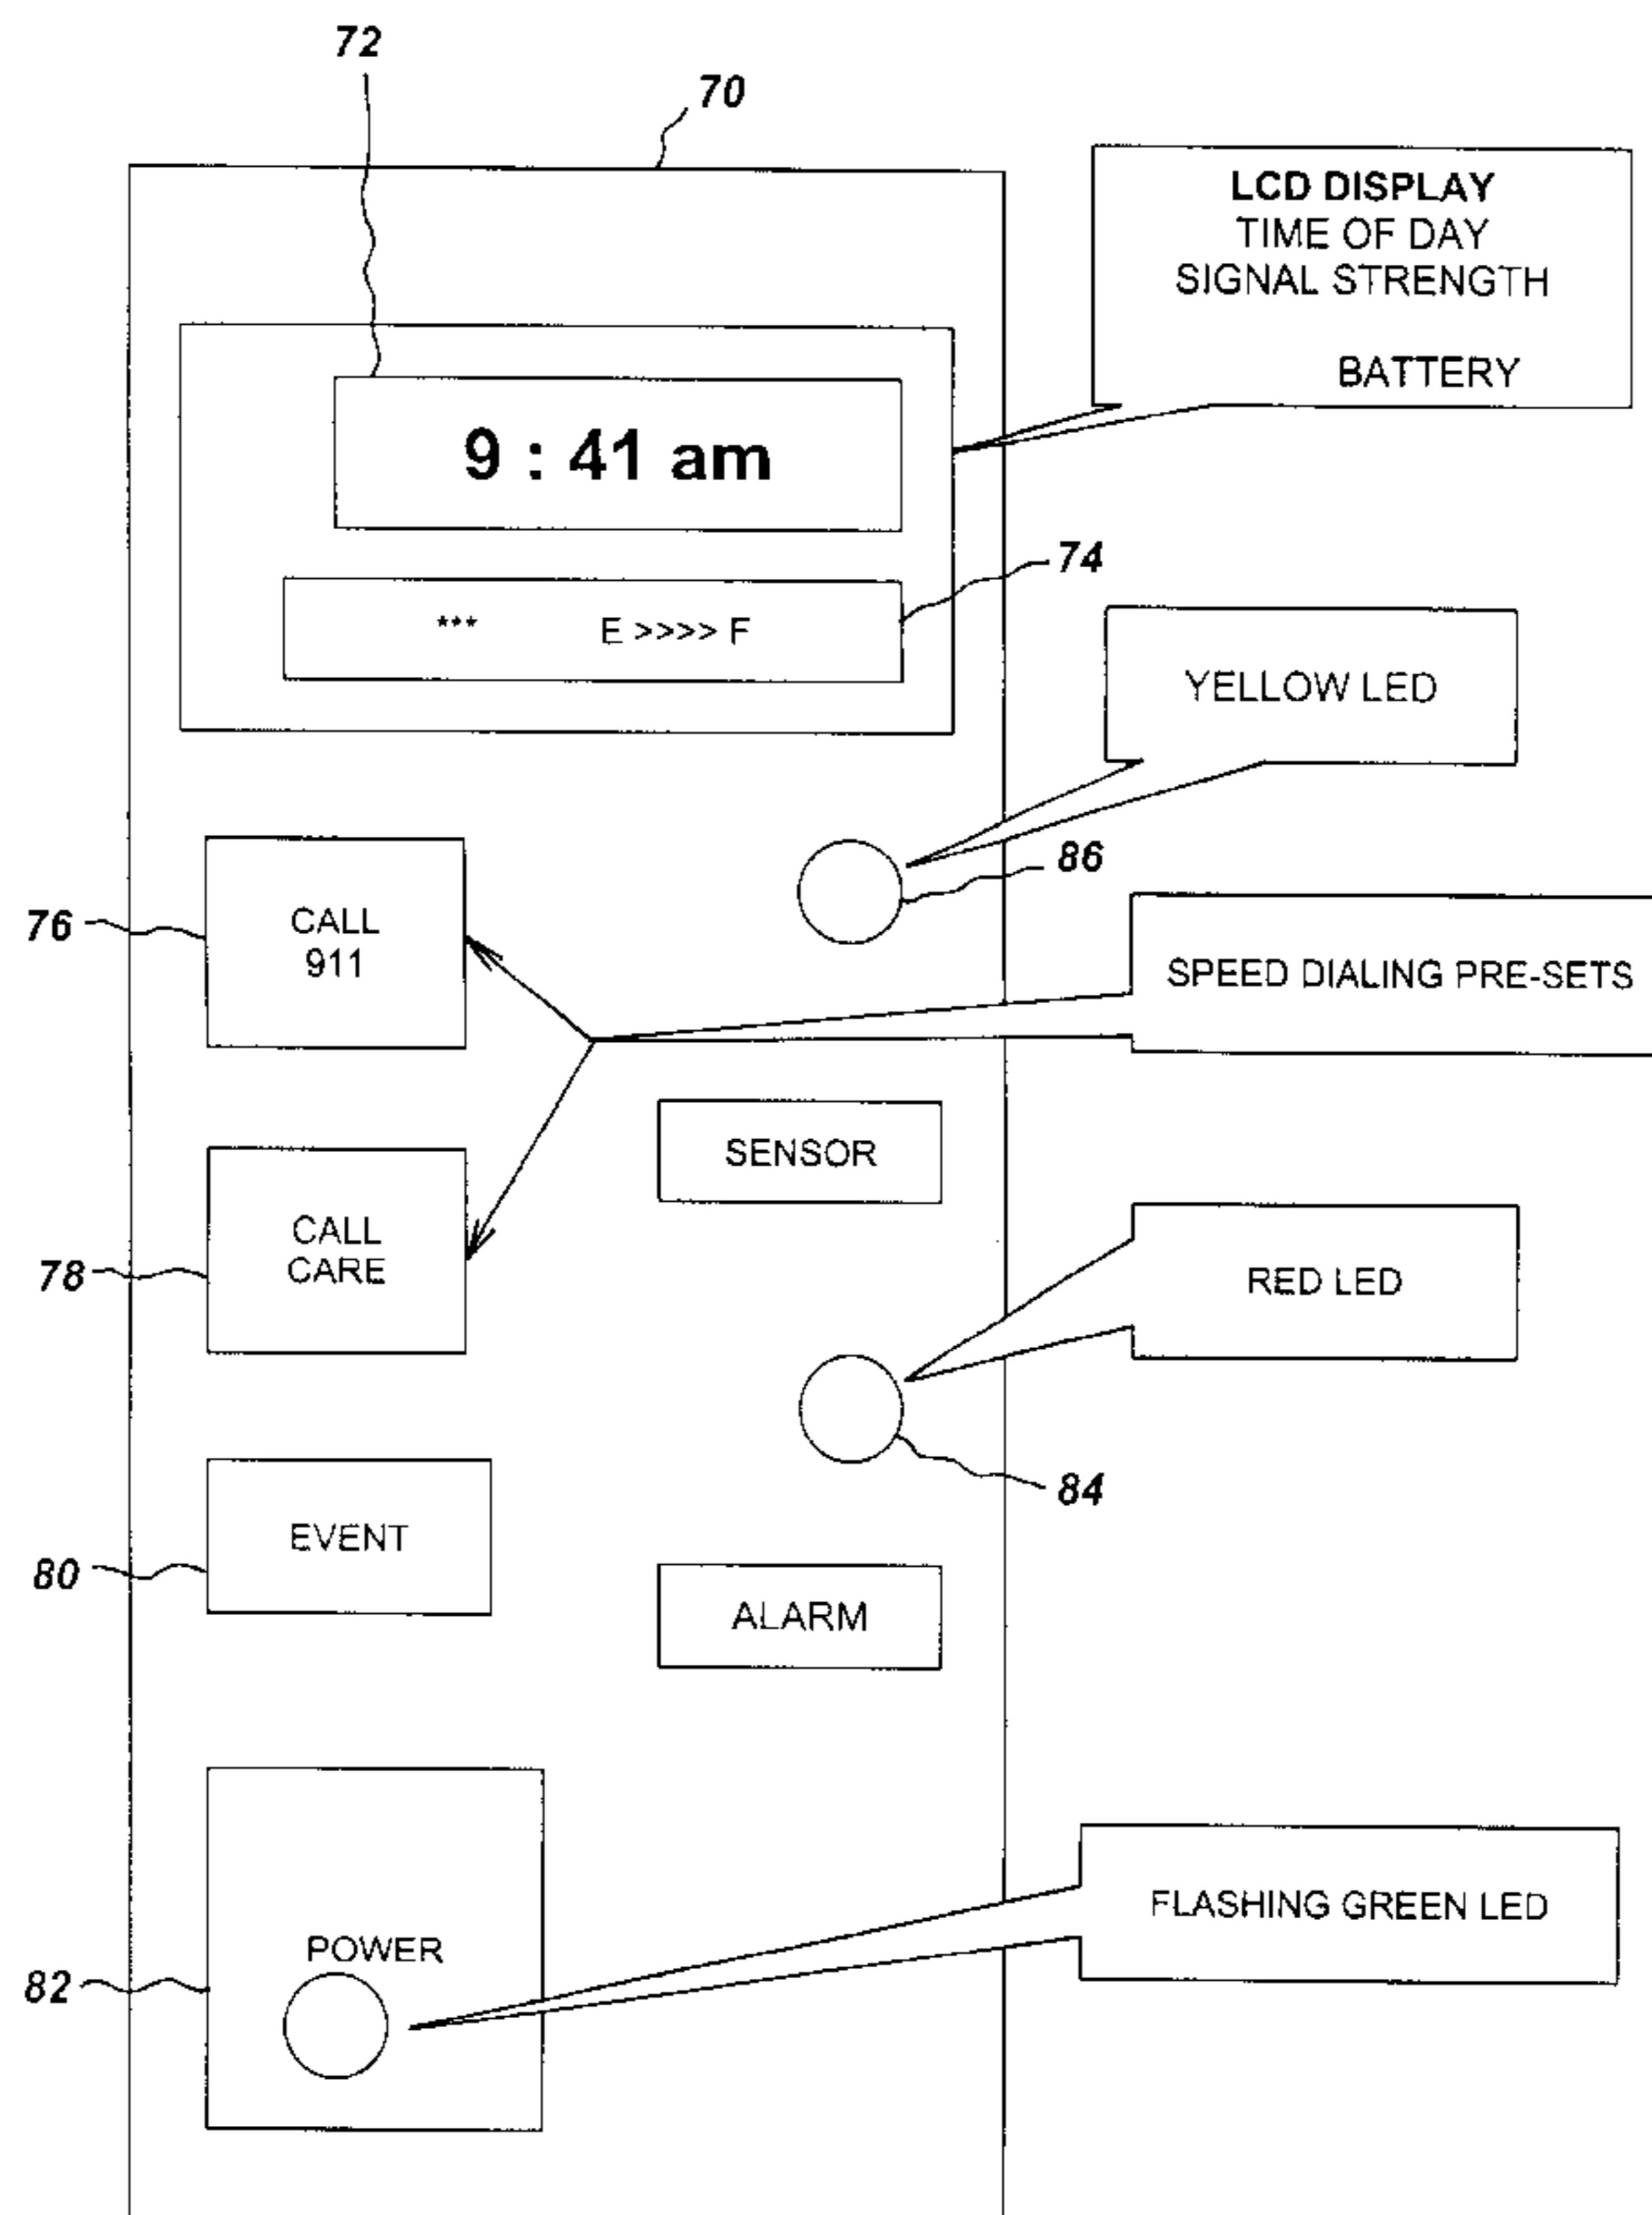 72
70
LCD DISPLAY
TIME OF DAY
SIGNAL STRENGTH
BATTERY
9 : 41 am
74
*** E >>>> F
YELLOW LED
86
76
CALL
911
SPEED DIALING PRE-SETS
SENSOR
78
CALL
CARE
RED LED
84
80
EVENT
ALARM
FLASHING GREEN LED
82
POWER